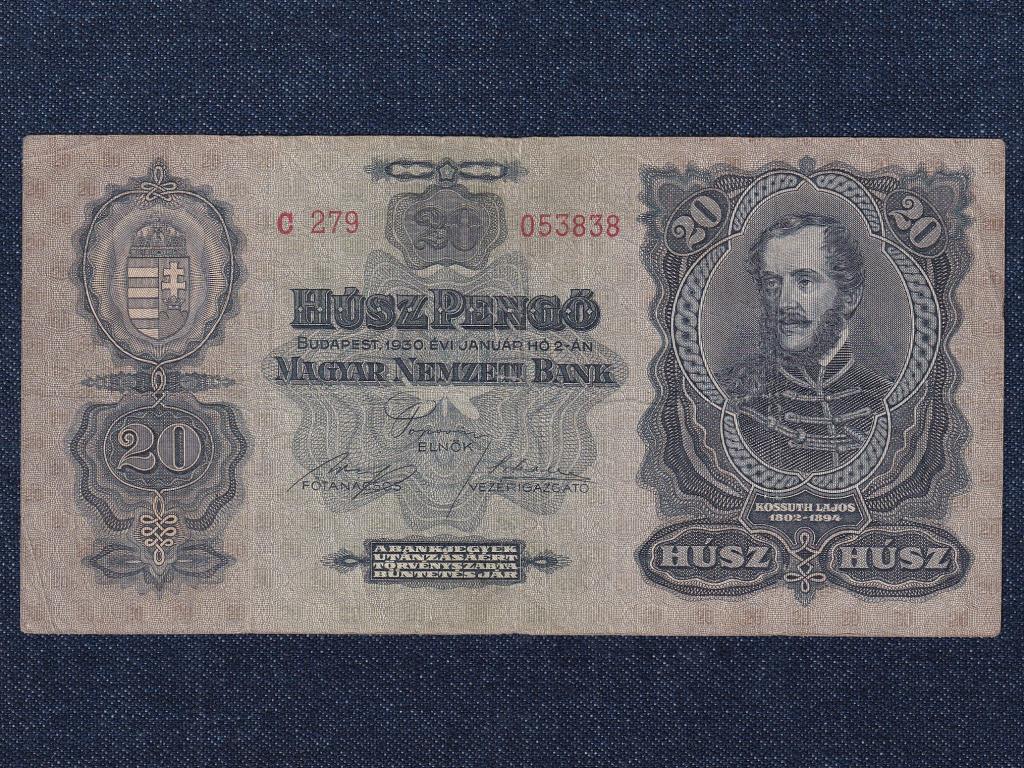 C 279
20
053838
HÚSZ PENGŐ
BUDAPEST, 1930. ÉVI JANUÁR HÓ 2-ÁN
MAGYAR NEMZETI BANK
ELNÖK
FŐTANÁCSOS
VEZÉRIGAZGATÓ
A BANKJEGYEK
UTÁNZÁSÁÉRT
TÖRVÉNYSZABTA
BÜNTETÉS JÁR
20
20
20
KOSSUTH LAJOS
1802-1894
HÚSZ HÚSZ